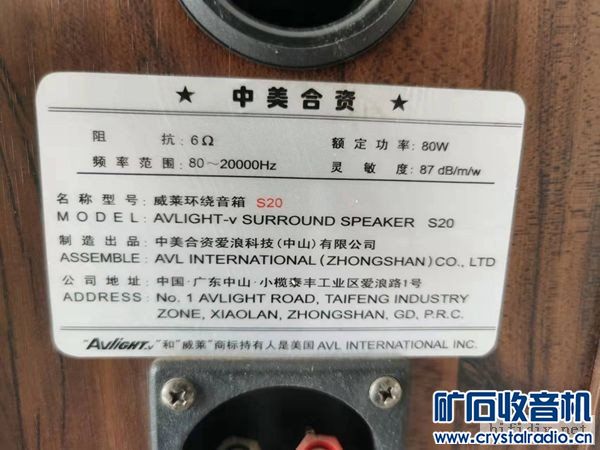 ★ 中美合资 ★
阻 抗: 6Ω 额定功率: 80W
频率范围: 80～20000Hz 灵敏度: 87 dB/m/w
名称型号: 威莱环绕音箱 S20
MODEL: AVLIGHT-v SURROUND SPEAKER S20
制造出品: 中美合资爱浪科技(中山)有限公司
ASSEMBLE: AVL INTERNATIONAL(ZHONGSHAN)CO., LTD
公司地址: 中国·广东中山·小榄泰丰工业区爱浪路1号
ADDRESS: No. 1 AVLIGHT ROAD, TAIFENG INDUSTRY
ZONE, XIAOLAN, ZHONGSHAN, GD, P.R.C.
"AVLIGHT-v"和"威莱"商标持有人是美国 AVL INTERNATIONAL INC.
矿石收音机
hifidiy.net
www.crystalradio.cn